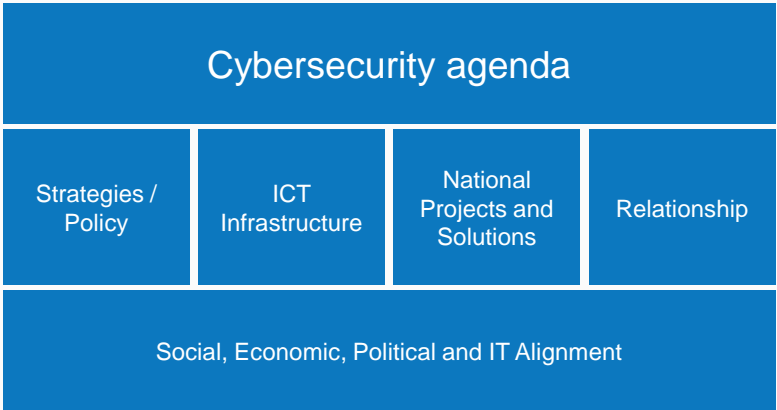 Cybersecurity agenda
Strategies /
Policy
ICT
Infrastructure
National
Projects and
Solutions
Relationship
Social, Economic, Political and IT Alignment